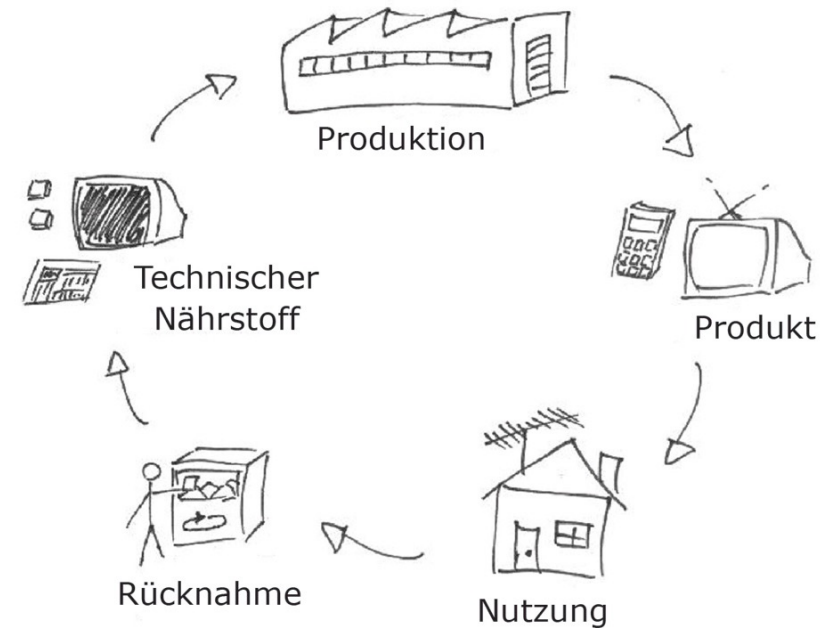 Produktion
Technischer
Nährstoff
Produkt
Rücknahme
Nutzung